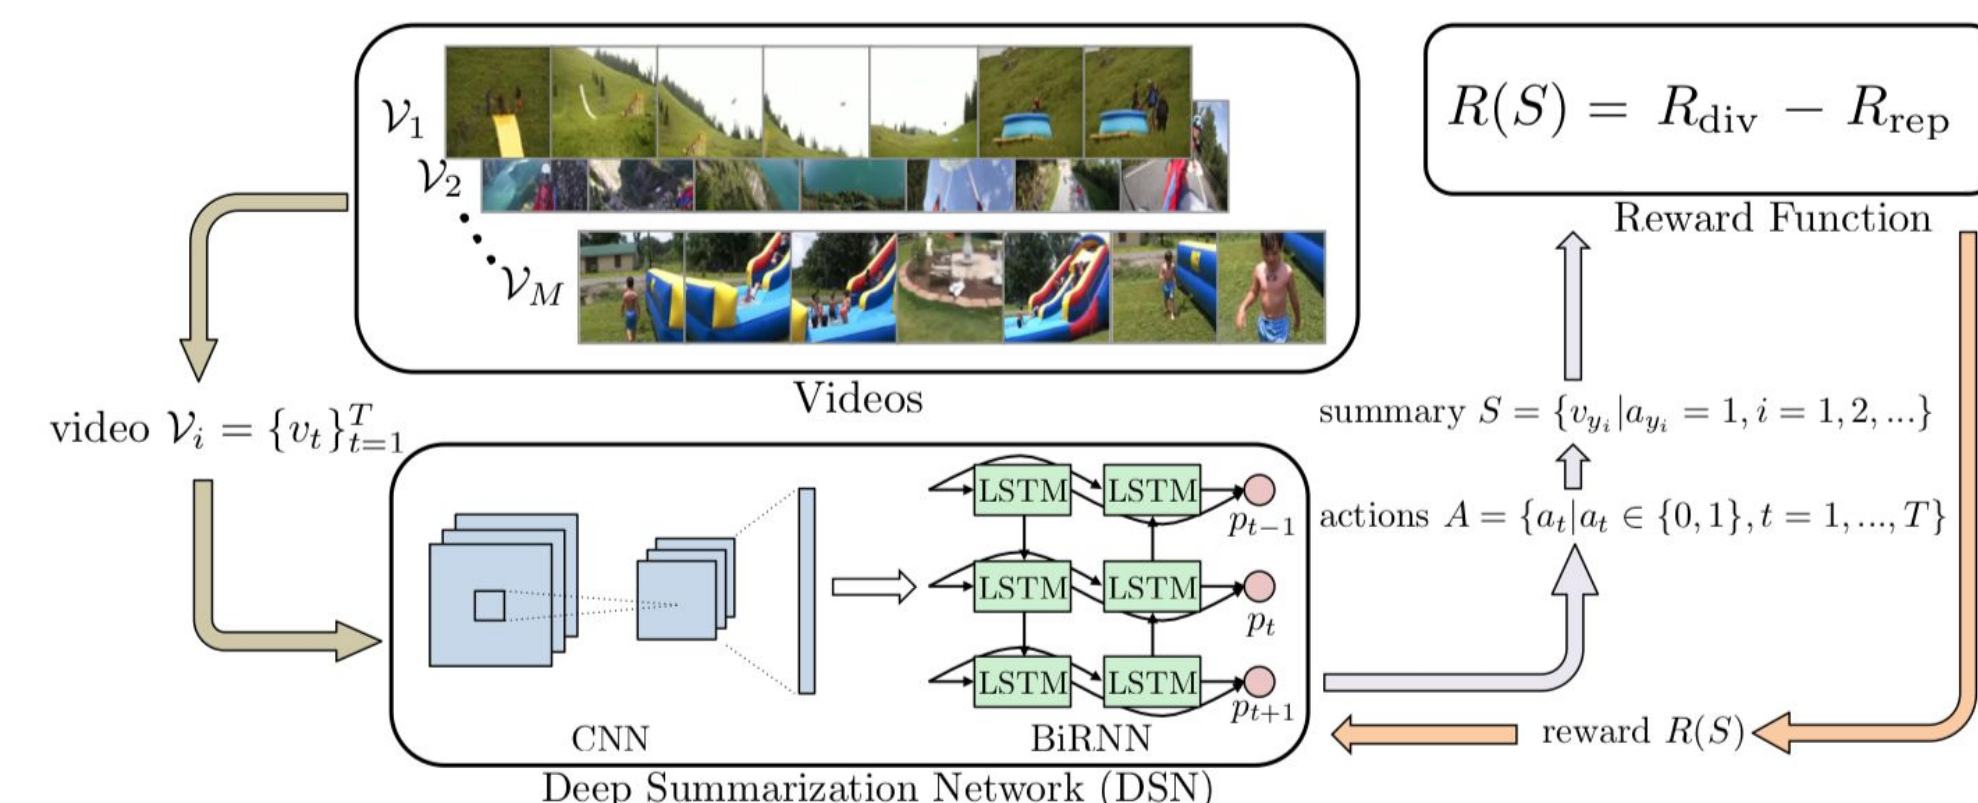 𝒱₁
𝒱₂
𝒱_M
Videos
R(S) = R_div − R_rep
Reward Function
video 𝒱ᵢ = {v_t}_{t=1}^T
summary S = {v_{y_i}|a_{y_i} = 1, i = 1, 2, ...}
actions A = {a_t|a_t ∈ {0, 1}, t = 1, ..., T}
LSTM LSTM
p_{t−1}
LSTM LSTM
p_t
LSTM LSTM
p_{t+1}
CNN
BiRNN
reward R(S)
Deep Summarization Network (DSN)